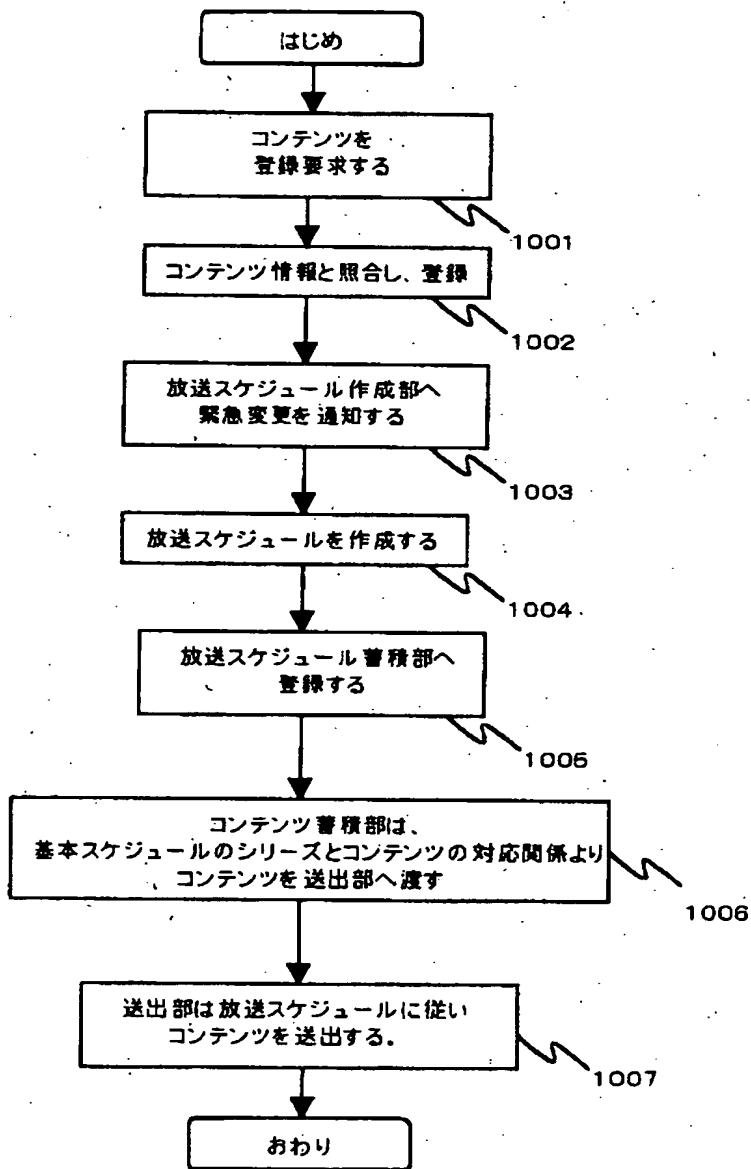 はじめ
コンテンツを
登録要求する
1001
コンテンツ情報と照合し、登録
1002
放送スケジュール作成部へ
緊急変更を通知する
1003
放送スケジュールを作成する
1004
放送スケジュール蓄積部へ
登録する
1005
コンテンツ蓄積部は、
基本スケジュールのシリーズとコンテンツの対応関係より
コンテンツを送出部へ渡す
1006
送出部は放送スケジュールに従い
コンテンツを送出する。
1007
おわり